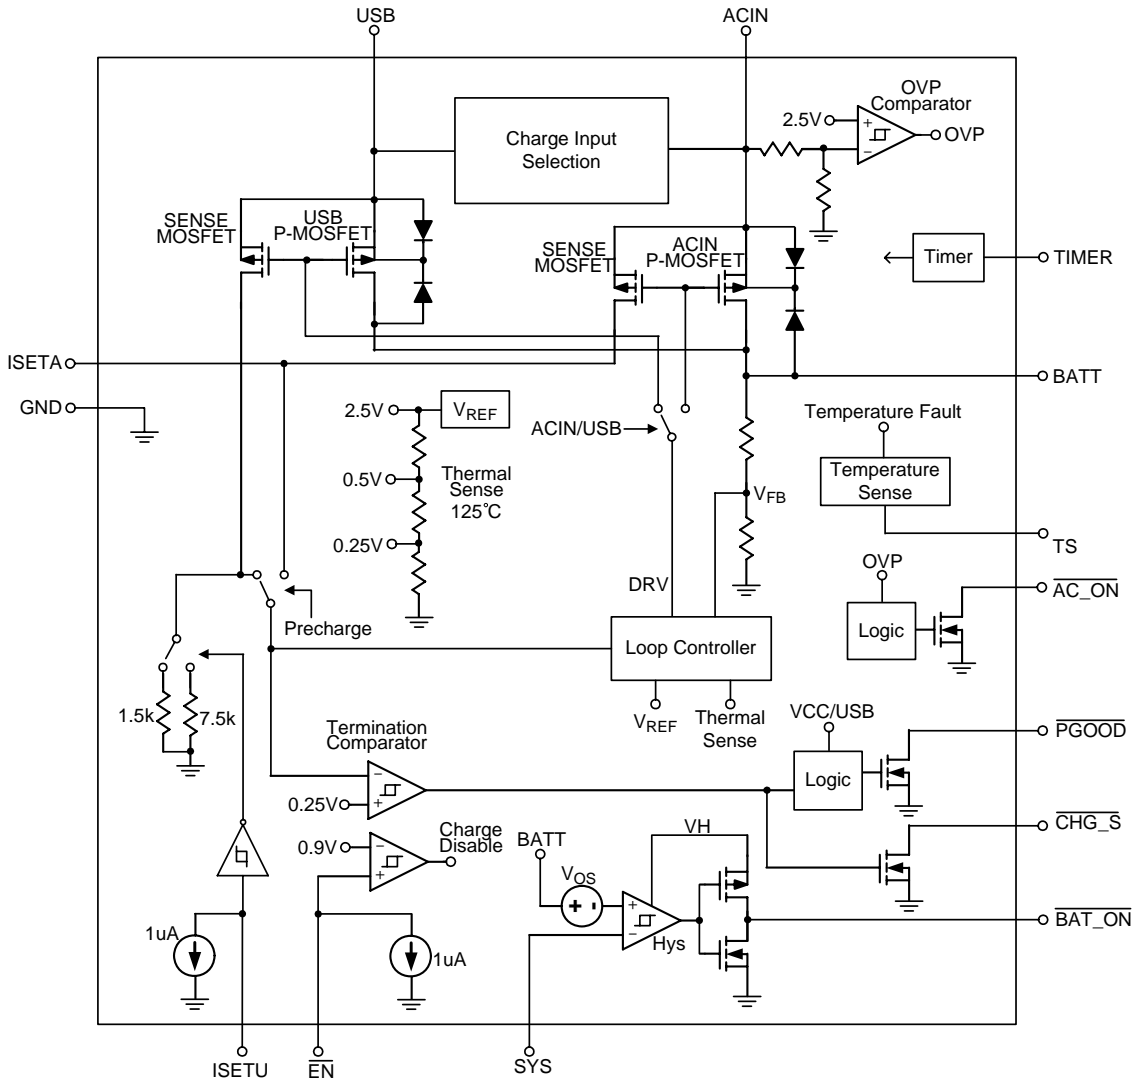 USB
ACIN
OVP
Comparator
2.5V
+
−
OVP
Charge Input
Selection
SENSE
MOSFET
USB
P-MOSFET
SENSE
MOSFET
ACIN
P-MOSFET
Timer
TIMER
ISETA
BATT
GND
2.5V
VREF
ACIN/USB
Temperature Fault
0.5V
Thermal
Sense
125℃
Temperature
Sense
VFB
0.25V
TS
OVP
DRV
AC_ON
Precharge
Logic
Loop Controller
1.5k
7.5k
VREF
Thermal
Sense
VCC/USB
PGOOD
Termination
Comparator
−
+
0.25V
Logic
CHG_S
0.9V
−
+
Charge
Disable
BATT
VH
VOS
+ -
+
−
Hys
BAT_ON
1uA
1uA
ISETU
EN
SYS